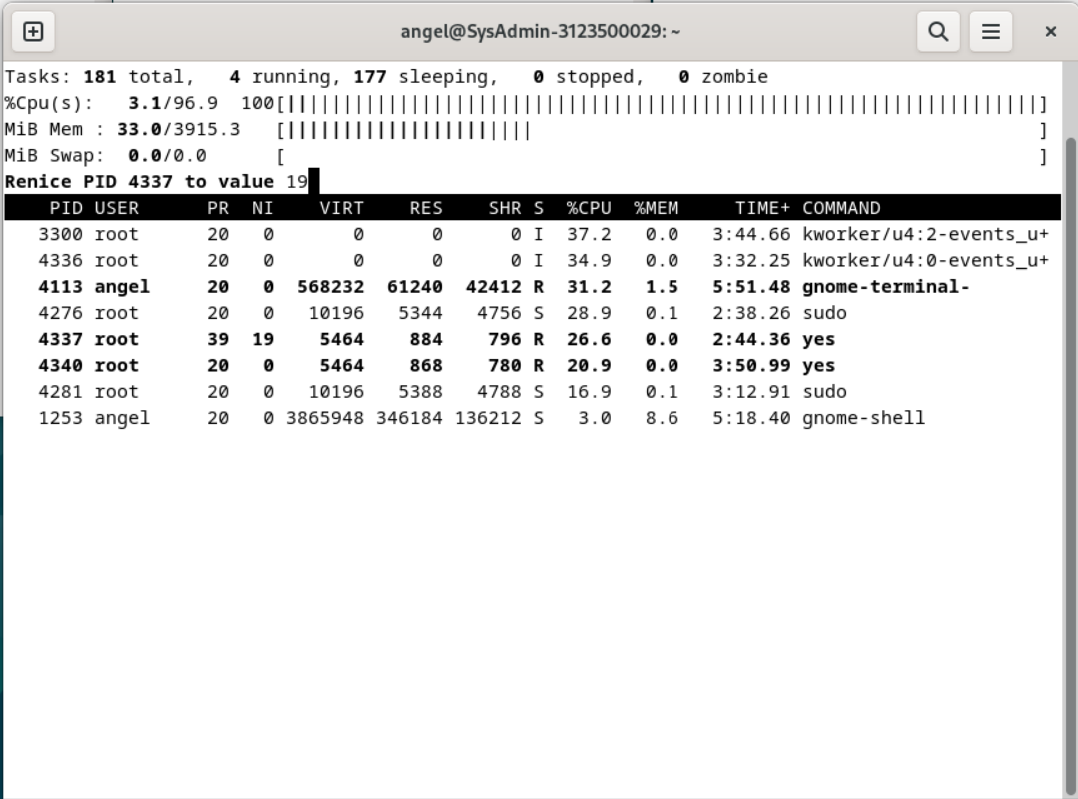 angel@SysAdmin-3123500029: ~
Tasks: 181 total,   4 running, 177 sleeping,   0 stopped,   0 zombie
%Cpu(s):   3.1/96.9  100[||||||||||||||||||||||||||||||||||||||||||||||||||||||||||||||||||||]
MiB Mem : 33.0/3915.3   [||||||||||||||||||||||                                              ]
MiB Swap:  0.0/0.0      [                                                                    ]
Renice PID 4337 to value 19
PID USER      PR  NI    VIRT    RES    SHR S  %CPU  %MEM     TIME+ COMMAND
3300 root      20   0       0      0      0 I  37.2   0.0   3:44.66 kworker/u4:2-events_u+
4336 root      20   0       0      0      0 I  34.9   0.0   3:32.25 kworker/u4:0-events_u+
4113 angel     20   0  568232  61240  42412 R  31.2   1.5   5:51.48 gnome-terminal-
4276 root      20   0   10196   5344   4756 S  28.9   0.1   2:38.26 sudo
4337 root      39  19    5464    884    796 R  26.6   0.0   2:44.36 yes
4340 root      20   0    5464    868    780 R  20.9   0.0   3:50.99 yes
4281 root      20   0   10196   5388   4788 S  16.9   0.1   3:12.91 sudo
1253 angel     20   0 3865948 346184 136212 S   3.0   8.6   5:18.40 gnome-shell